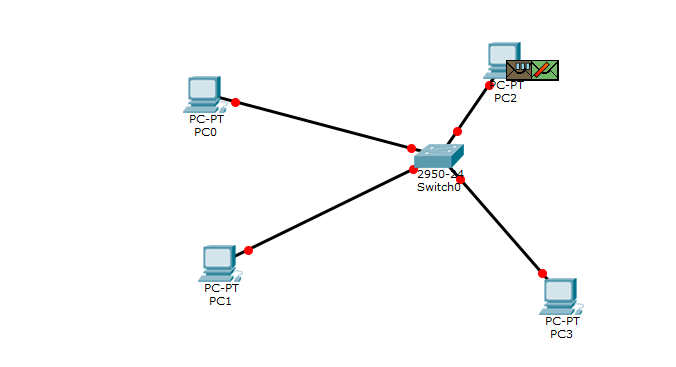 PC-PT
PC0
PC-PT
PC2
2950-24
Switch0
PC-PT
PC1
PC-PT
PC3